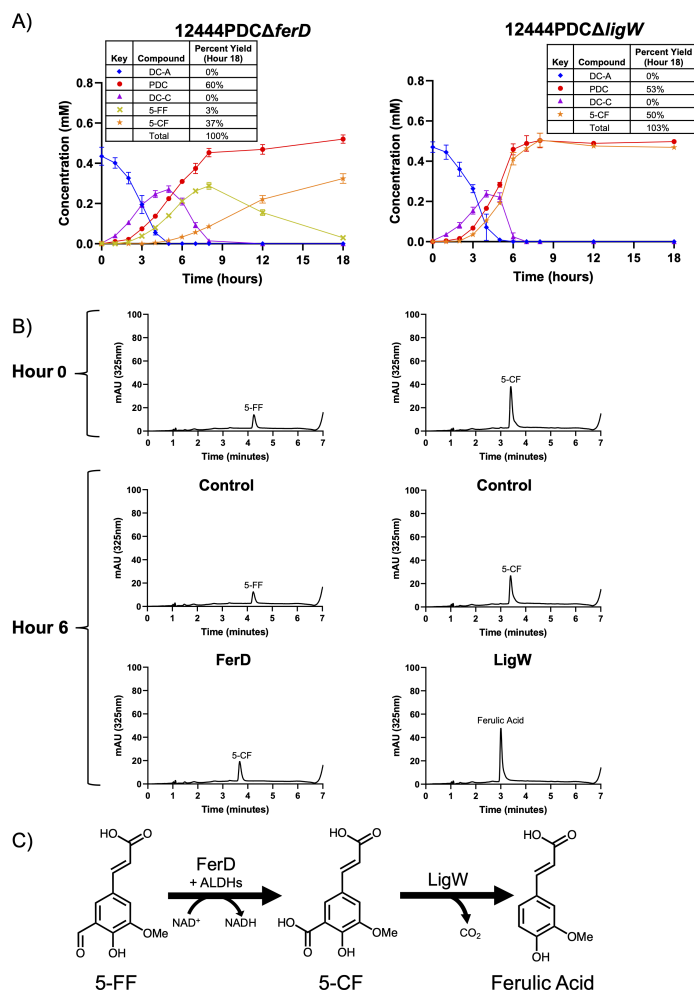 A)
12444PDCΔferD
Key Compound Percent Yield (Hour 18)
DC-A 0%
PDC 60%
DC-C 0%
5-FF 3%
5-CF 37%
Total 100%
Concentration (mM)
0.8
0.6
0.4
0.2
0.0
0 3 6 9 12 15 18
Time (hours)
12444PDCΔligW
Key Compound Percent Yield (Hour 18)
DC-A 0%
PDC 53%
DC-C 0%
5-CF 50%
Total 103%
Concentration (mM)
0.8
0.6
0.4
0.2
0.0
0 3 6 9 12 15 18
Time (hours)
B)
Hour 0
mAU (325nm)
100
80
60
40
20
0
5-FF
0 1 2 3 4 5 6 7
Time (minutes)
mAU (325nm)
100
80
60
40
20
0
5-CF
0 1 2 3 4 5 6 7
Time (minutes)
Hour 6
Control
mAU (325nm)
100
80
60
40
20
0
5-FF
0 1 2 3 4 5 6 7
Time (minutes)
Control
mAU (325nm)
100
80
60
40
20
0
5-CF
0 1 2 3 4 5 6 7
Time (minutes)
FerD
mAU (325nm)
100
80
60
40
20
0
5-CF
0 1 2 3 4 5 6 7
Time (minutes)
LigW
mAU (325nm)
100
80
60
40
20
0
Ferulic Acid
0 1 2 3 4 5 6 7
Time (minutes)
C)
HO O
O OH OMe
5-FF
FerD
+ ALDHs
NAD⁺ NADH
HO O
HO O OH OMe
5-CF
LigW
CO₂
HO O
OMe
OH
Ferulic Acid